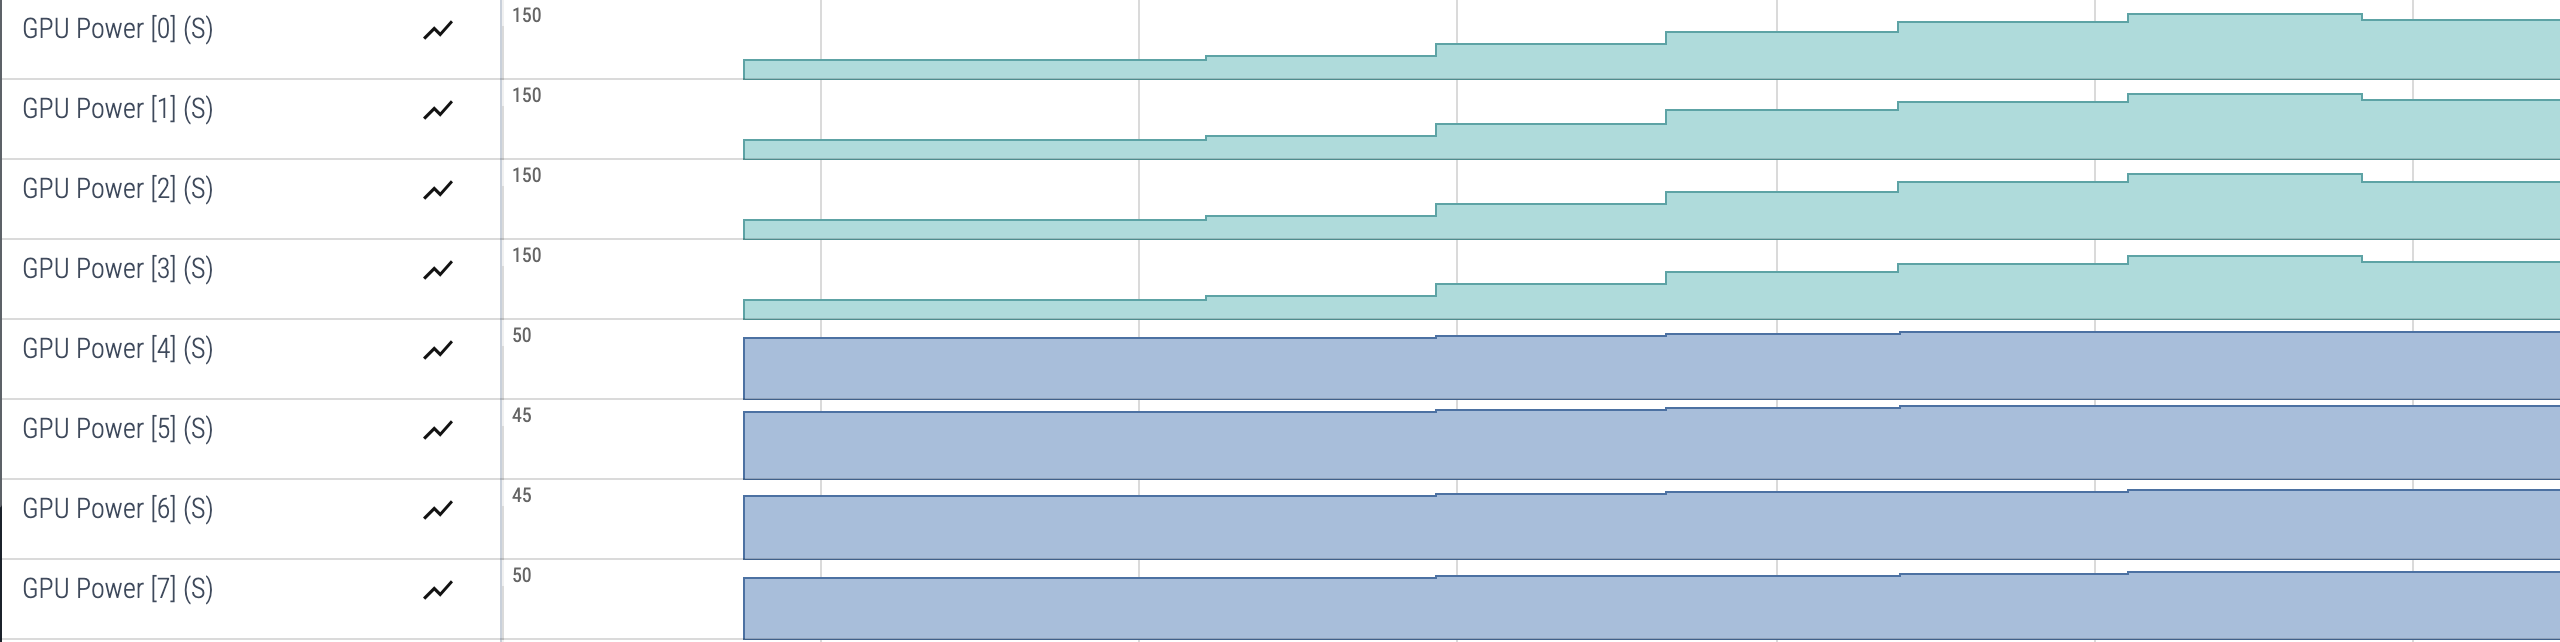 GPU Power [0] (S) 150
GPU Power [1] (S) 150
GPU Power [2] (S) 150
GPU Power [3] (S) 150
GPU Power [4] (S) 50
GPU Power [5] (S) 45
GPU Power [6] (S) 45
GPU Power [7] (S) 50